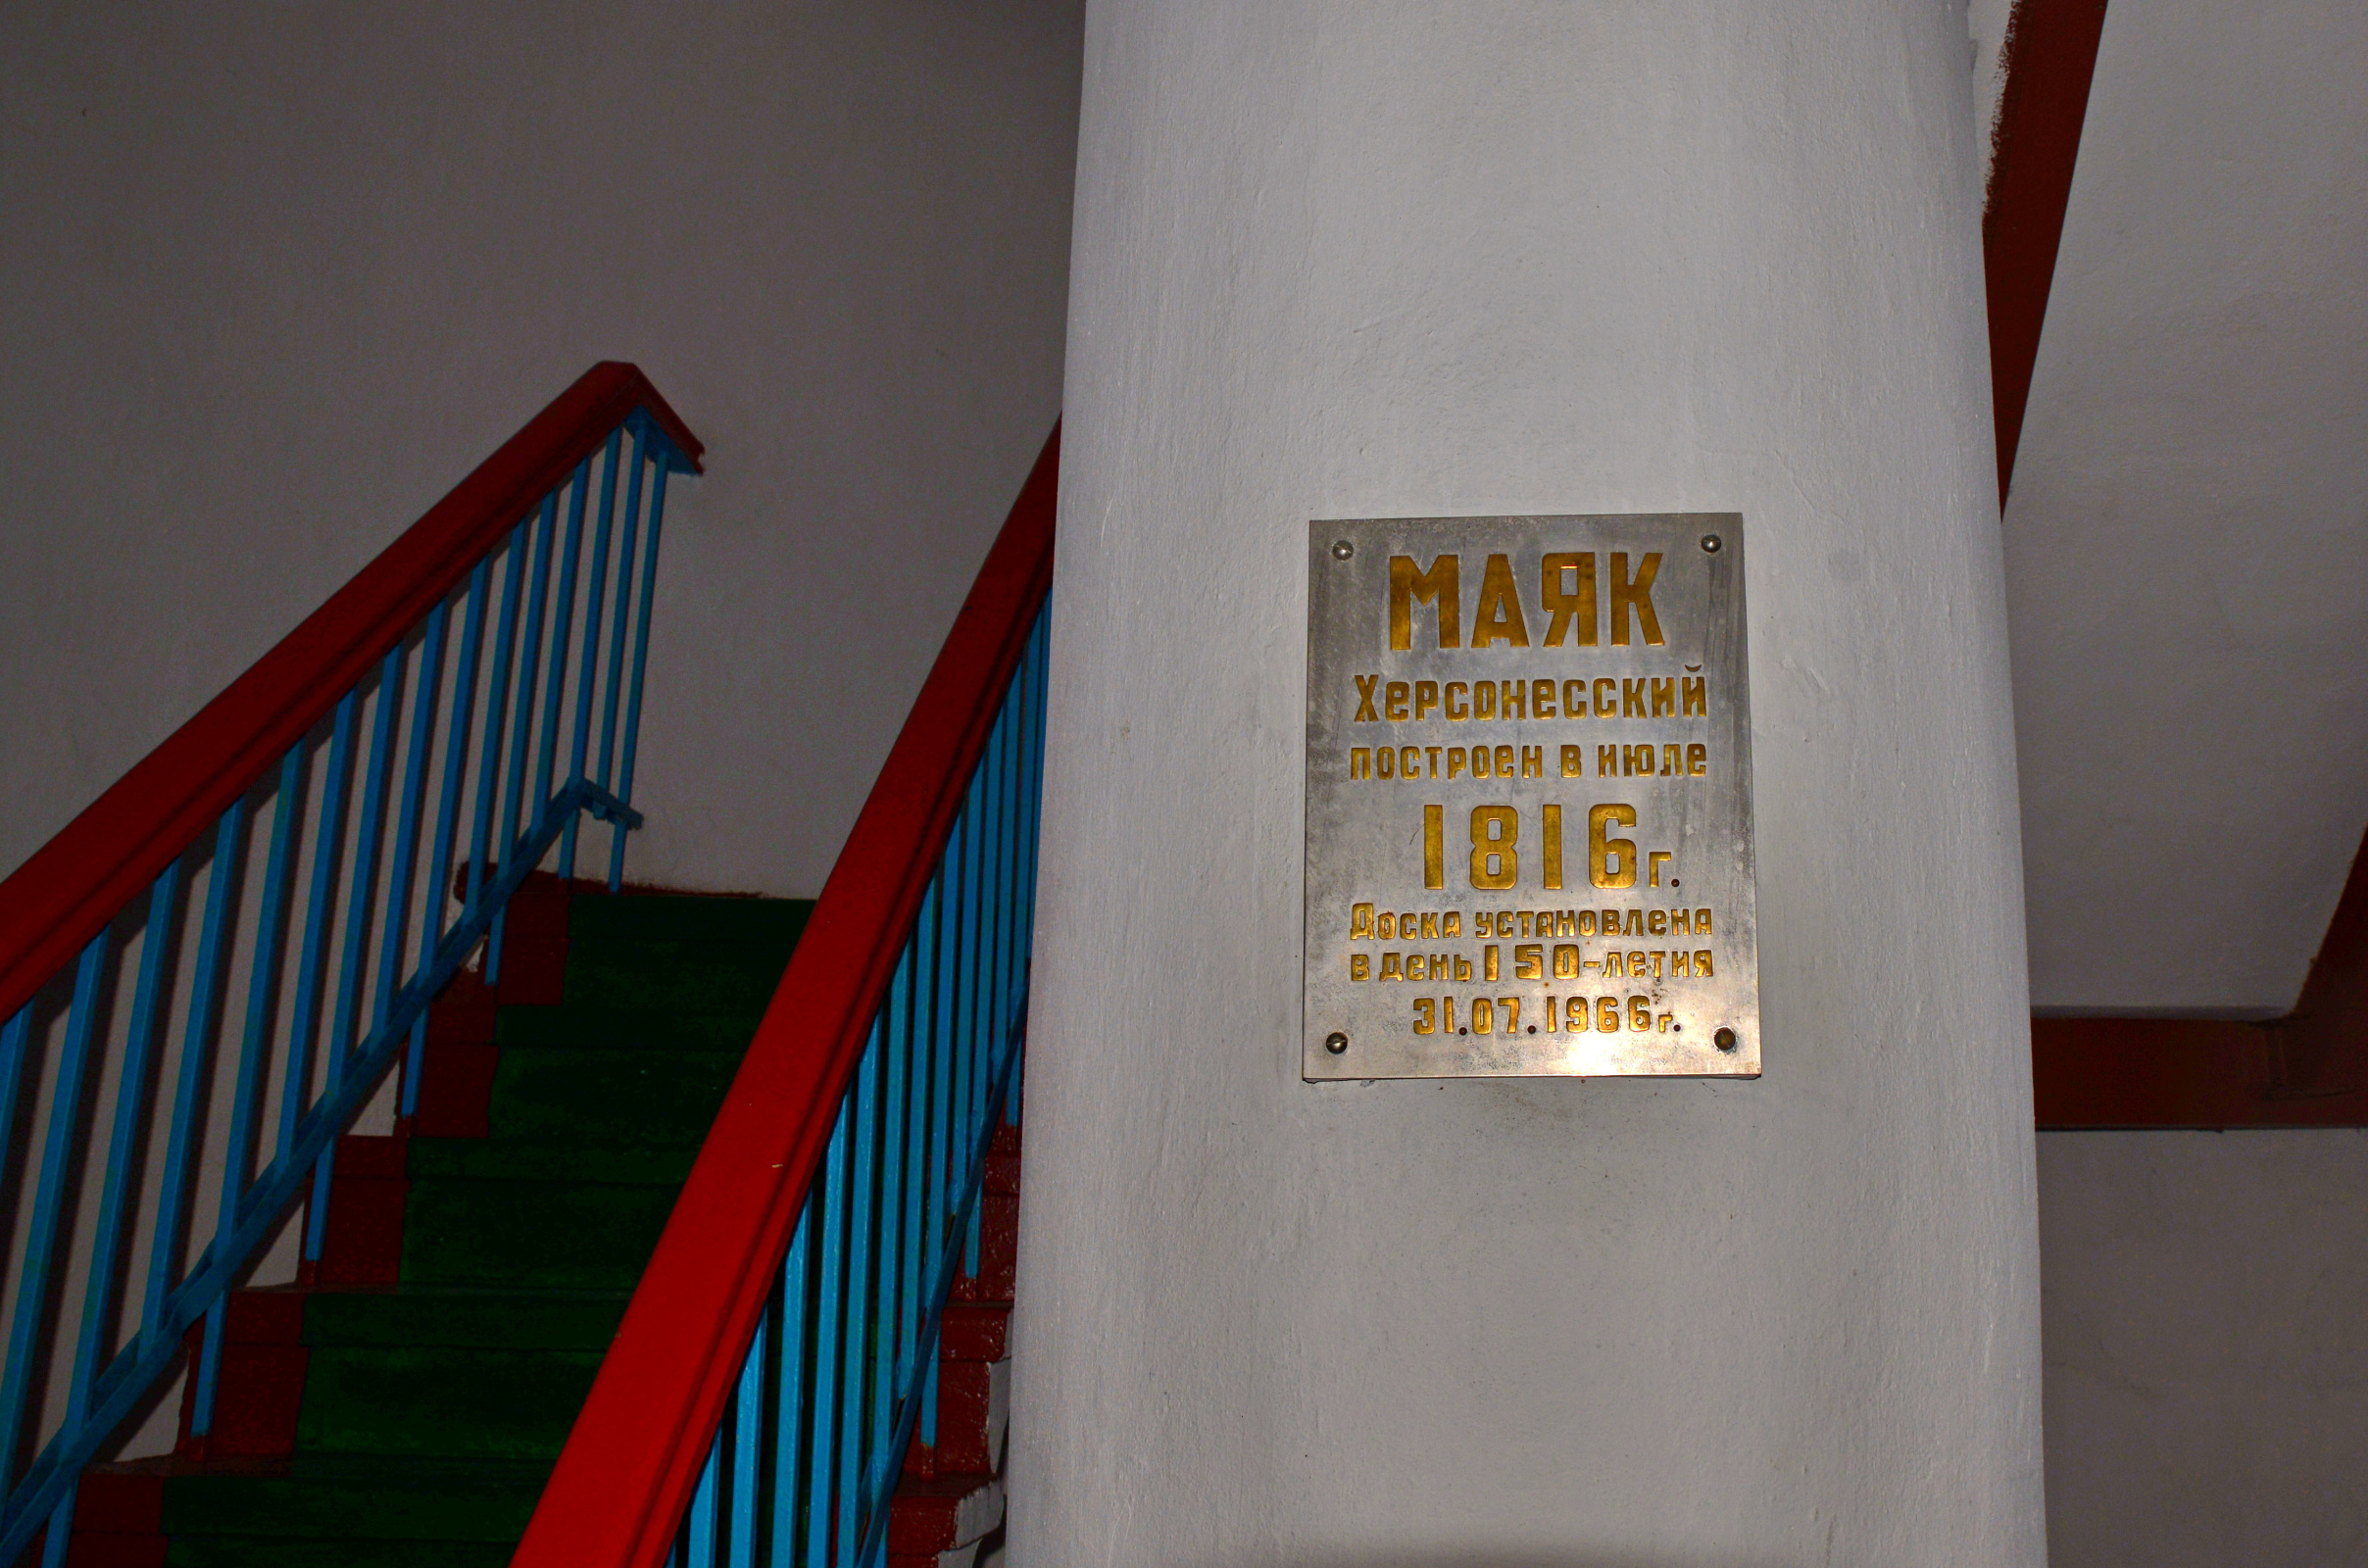 МАЯК
Херсонесский
построен в июле
1816г.
Доска установлена
в день 150-летия
31.07.1966г.